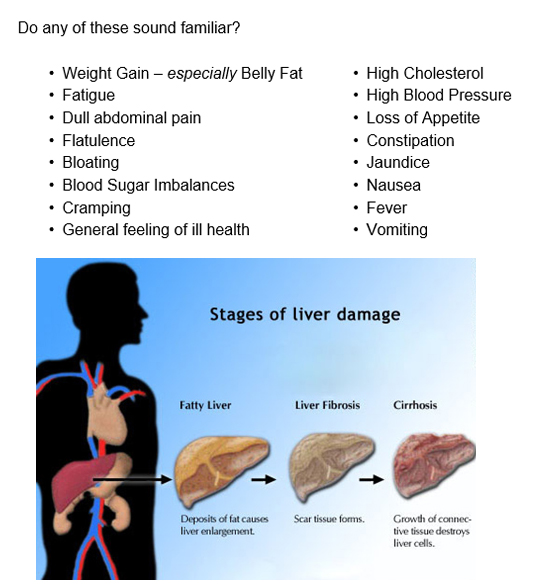 Do any of these sound familiar?
• Weight Gain – especially Belly Fat
• Fatigue
• Dull abdominal pain
• Flatulence
• Bloating
• Blood Sugar Imbalances
• Cramping
• General feeling of ill health
• High Cholesterol
• High Blood Pressure
• Loss of Appetite
• Constipation
• Jaundice
• Nausea
• Fever
• Vomiting
Stages of liver damage
Fatty Liver
Deposits of fat causes
liver enlargement.
Liver Fibrosis
Scar tissue forms.
Cirrhosis
Growth of connec-
tive tissue destroys
liver cells.